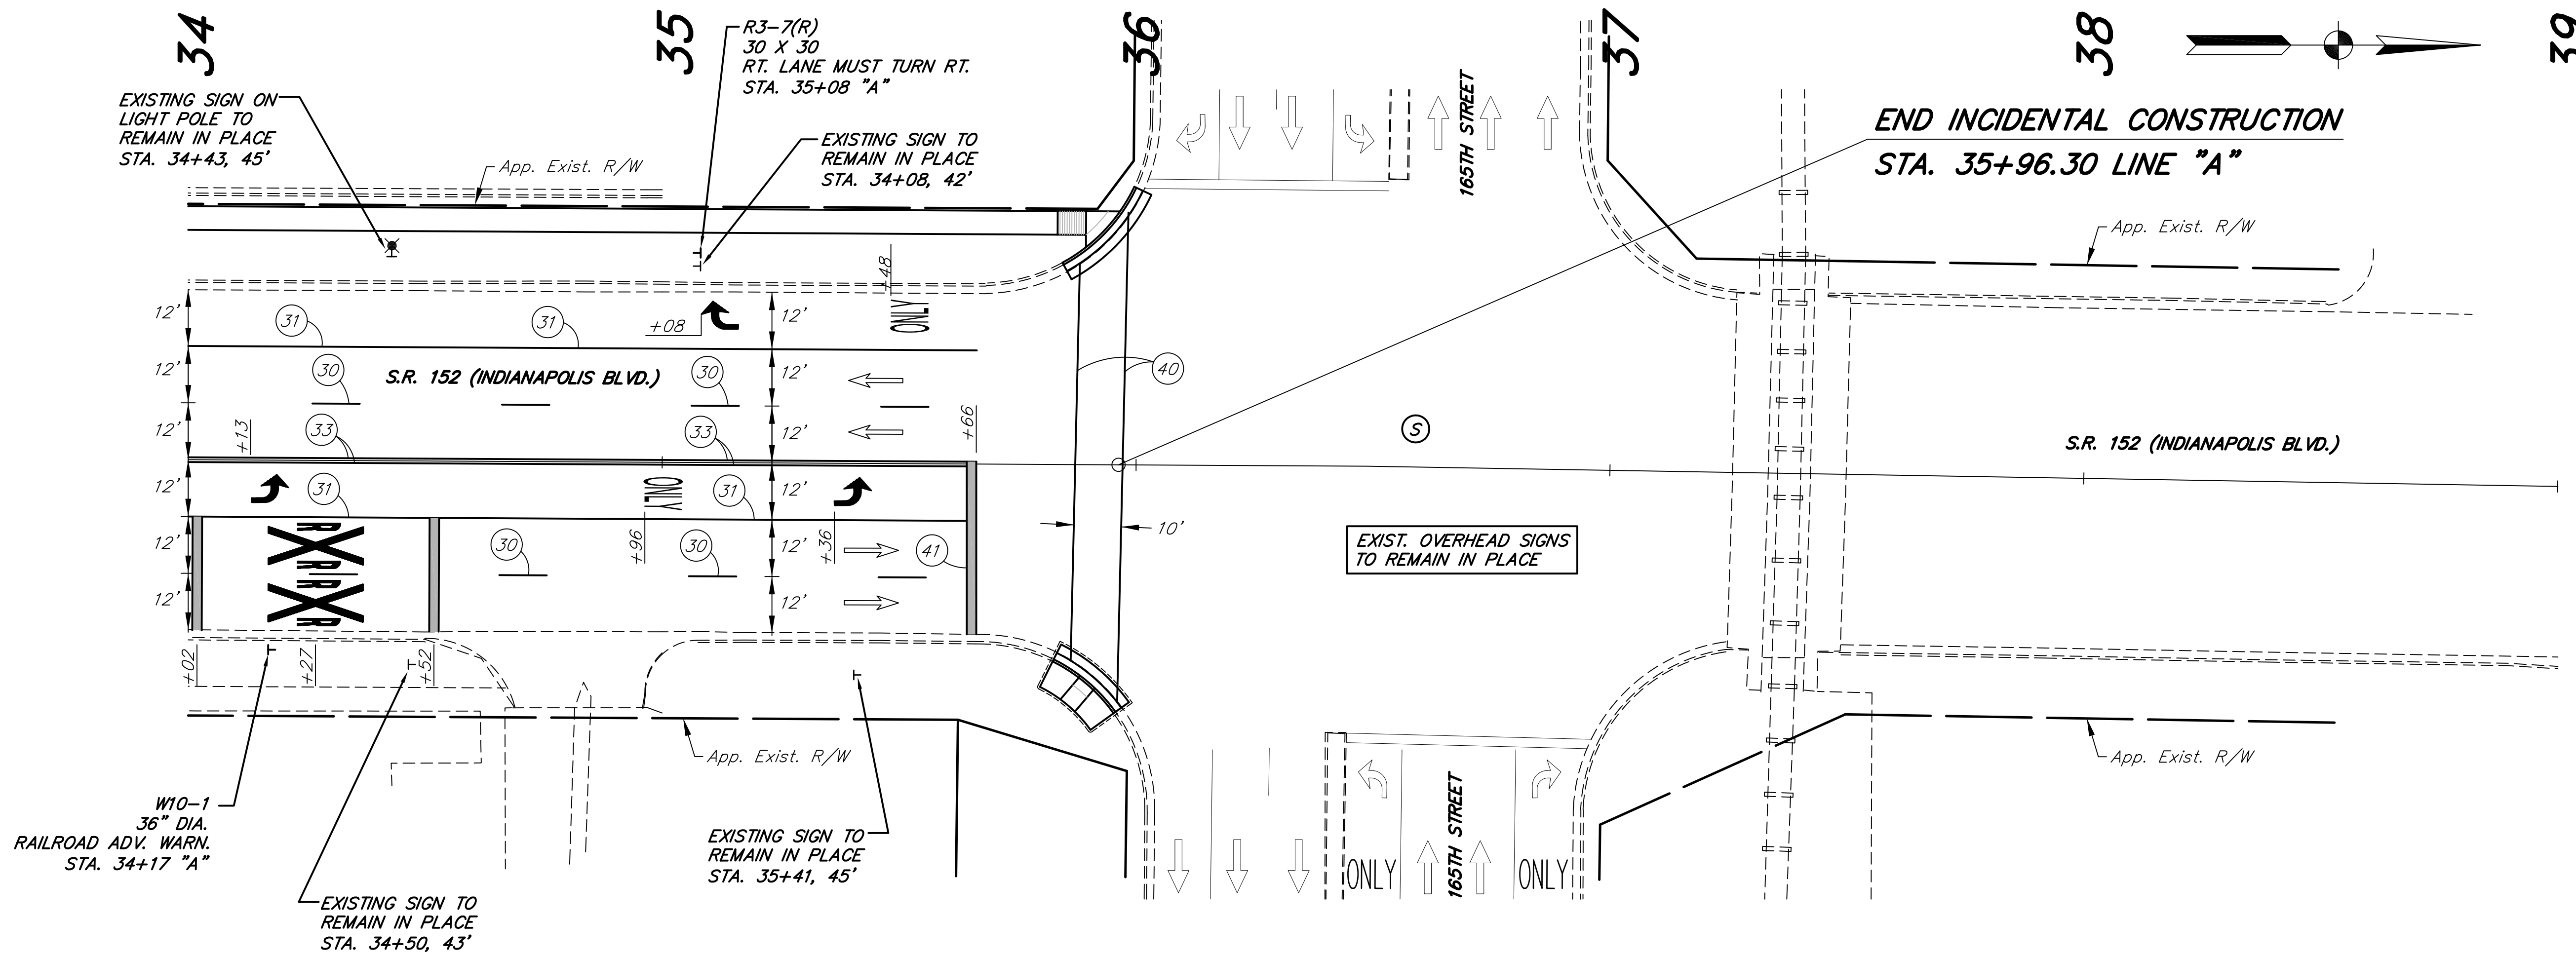 34
35
36
37
38
39
R3-7(R)
30 X 30
RT. LANE MUST TURN RT.
STA. 35+08 "A"
EXISTING SIGN ON
LIGHT POLE TO
REMAIN IN PLACE
STA. 34+43, 45'
App. Exist. R/W
EXISTING SIGN TO
REMAIN IN PLACE
STA. 34+08, 42'
165TH STREET
END INCIDENTAL CONSTRUCTION
STA. 35+96.30 LINE "A"
App. Exist. R/W
+48
12'
31
31
+08
12'
ONLY
12'
30
S.R. 152 (INDIANAPOLIS BLVD.)
30
12'
40
12'
+13
33
33
12'
+66
S
S.R. 152 (INDIANAPOLIS BLVD.)
12'
31
ONLY
31
12'
10'
12'
RXR
30
+96
30
12'
+36
41
EXIST. OVERHEAD SIGNS
TO REMAIN IN PLACE
12'
RXR
12'
+02
+27
+52
App. Exist. R/W
App. Exist. R/W
W10-1
36" DIA.
RAILROAD ADV. WARN.
STA. 34+17 "A"
EXISTING SIGN TO
REMAIN IN PLACE
STA. 35+41, 45'
ONLY
165TH STREET
ONLY
EXISTING SIGN TO
REMAIN IN PLACE
STA. 34+50, 43'